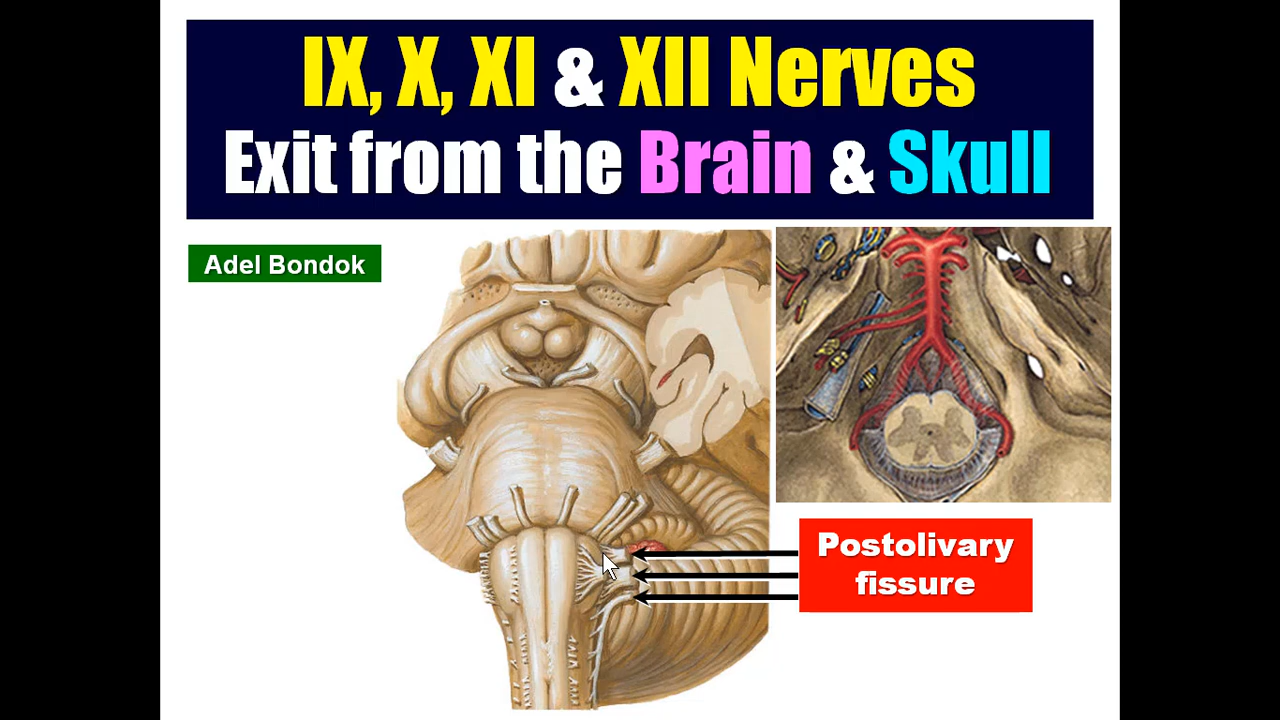 IX, X, XI & XII Nerves
Exit from the Brain & Skull
Adel Bondok
Postolivary
fissure